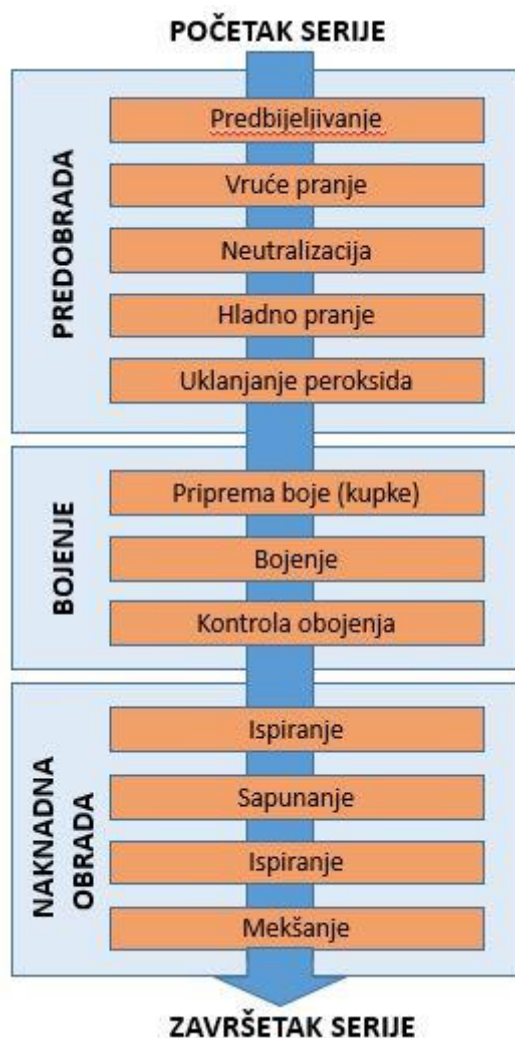 POČETAK SERIJE
PREDOBRADA
Predbijeljivanje
Vruće pranje
Neutralizacija
Hladno pranje
Uklanjanje peroksida
BOJENJE
Priprema boje (kupke)
Bojenje
Kontrola obojenja
NAKNADNA
OBRADA
Ispiranje
Sapunanje
Ispiranje
Mekšanje
ZAVRŠETAK SERIJE